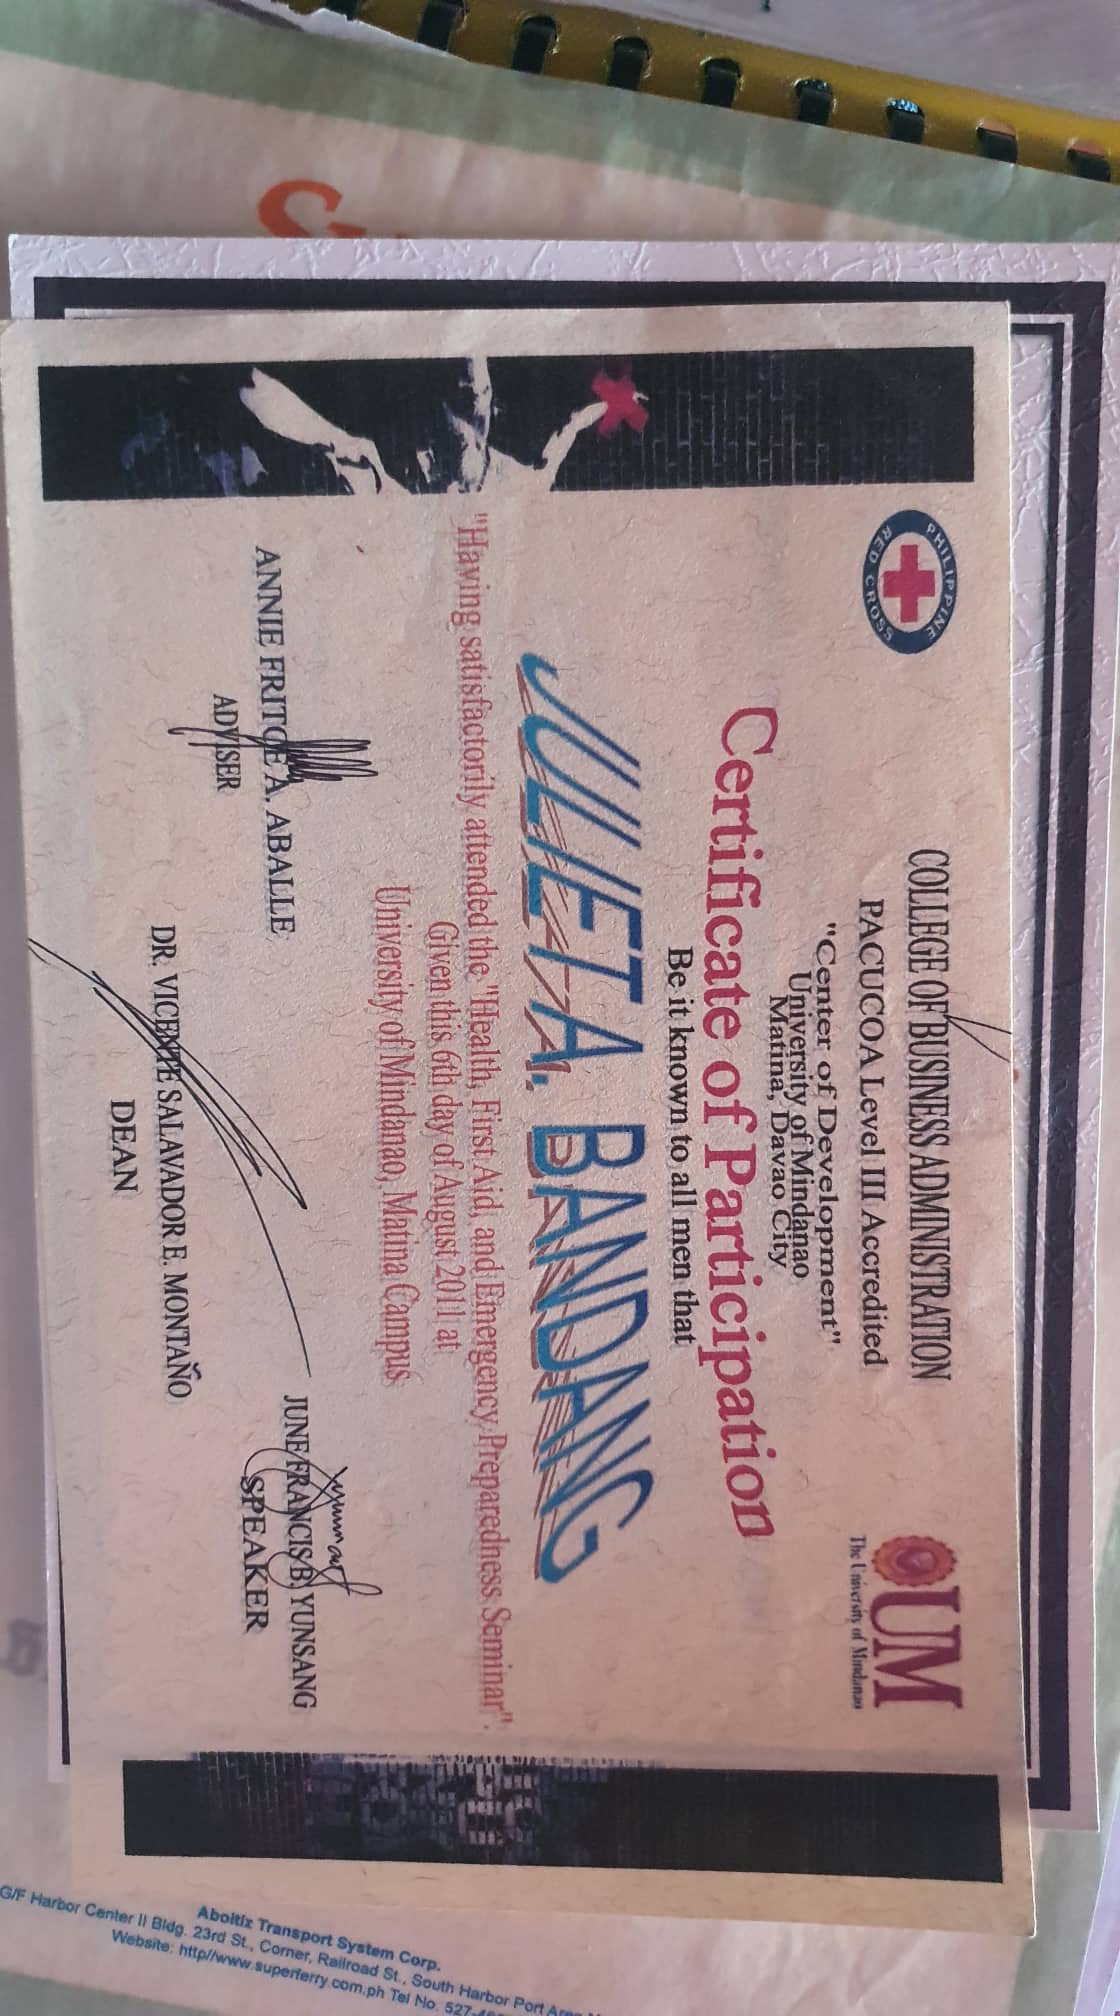 PHILIPPINE
RED CROSS
UM
The University of Mindanao
COLLEGE OF BUSINESS ADMINISTRATION
PACUCOA Level III Accredited
"Center of Development"
University of Mindanao
Matina, Davao City
Certificate of Participation
Be it known to all men that
JULIET A. BANDANG
"Having satisfactorily attended the "Health, First Aid, and Emergency Preparedness Seminar".
Given this 6th day of August 2011 at
University of Mindanao, Matina Campus
ANNIE FRITCE A. ABALLE
ADVISER
JUNE FRANCIS B. YUNSANG
SPEAKER
DR. VICENTE SALAVADOR E. MONTAÑO
DEAN
Aboitiz Transport System Corp.
G/F Harbor Center II Bldg. 23rd St., Corner, Railroad St., South Harbor Port Area
Website: http//www.superferry.com.ph Tel No. 527-